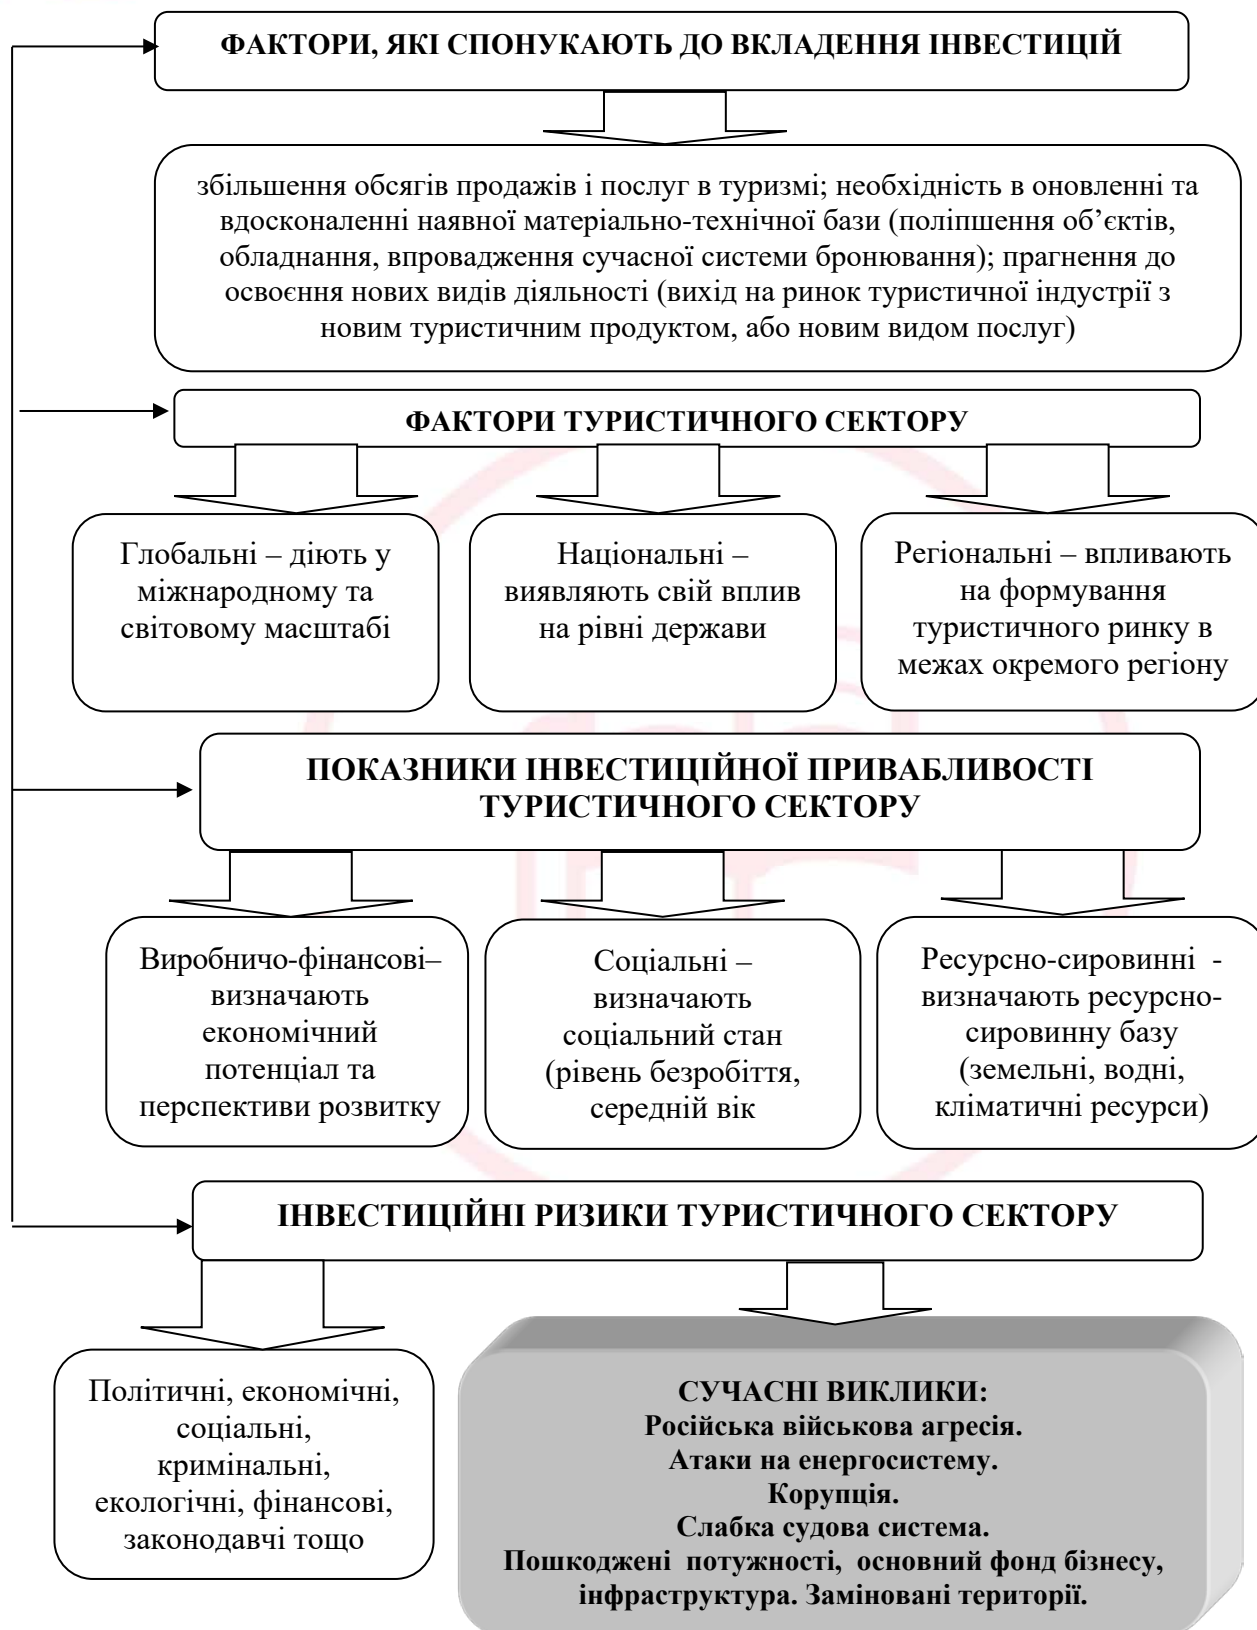 ФАКТОРИ, ЯКІ СПОНУКАЮТЬ ДО ВКЛАДЕННЯ ІНВЕСТИЦІЙ
збільшення обсягів продажів і послуг в туризмі; необхідність в оновленні та
вдосконаленні наявної матеріально-технічної бази (поліпшення об’єктів,
обладнання, впровадження сучасної системи бронювання); прагнення до
освоєння нових видів діяльності (вихід на ринок туристичної індустрії з
новим туристичним продуктом, або новим видом послуг)
ФАКТОРИ ТУРИСТИЧНОГО СЕКТОРУ
Глобальні – діють у
міжнародному та
світовому масштабі
Національні –
виявляють свій вплив
на рівні держави
Регіональні – впливають
на формування
туристичного ринку в
межах окремого регіону
ПОКАЗНИКИ ІНВЕСТИЦІЙНОЇ ПРИВАБЛИВОСТІ
ТУРИСТИЧНОГО СЕКТОРУ
Виробничо-фінансові–
визначають
економічний
потенціал та
перспективи розвитку
Соціальні –
визначають
соціальний стан
(рівень безробіття,
середній вік
Ресурсно-сировинні -
визначають ресурсно-
сировинну базу
(земельні, водні,
кліматичні ресурси)
ІНВЕСТИЦІЙНІ РИЗИКИ ТУРИСТИЧНОГО СЕКТОРУ
Політичні, економічні,
соціальні,
кримінальні,
екологічні, фінансові,
законодавчі тощо
СУЧАСНІ ВИКЛИКИ:
Російська військова агресія.
Атаки на енергосистему.
Корупція.
Слабка судова система.
Пошкоджені потужності, основний фонд бізнесу,
інфраструктура. Заміновані території.